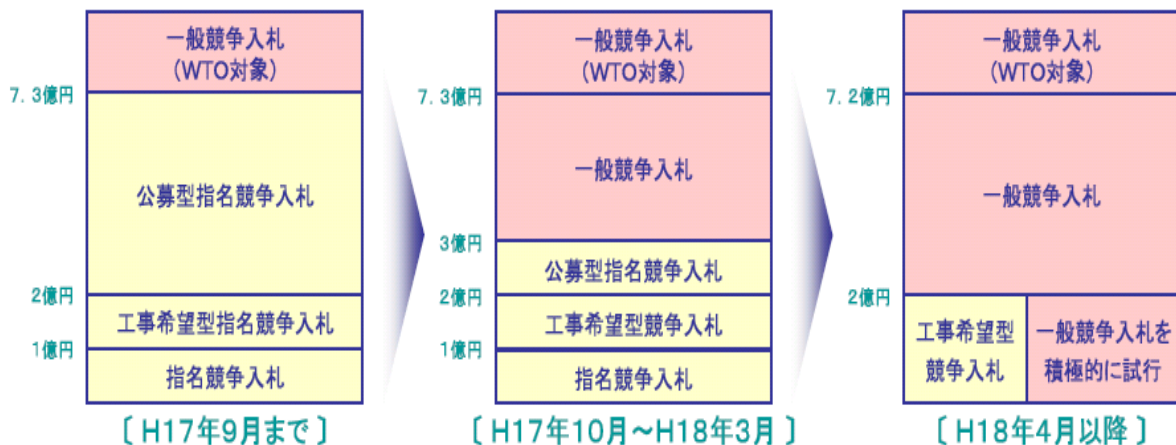 一般競争入札
(WTO対象)
7.3億円
公募型指名競争入札
2億円
工事希望型指名競争入札
1億円
指名競争入札
〔 H17年9月まで 〕
一般競争入札
(WTO対象)
7.3億円
一般競争入札
3億円
公募型指名競争入札
2億円
工事希望型競争入札
1億円
指名競争入札
〔 H17年10月～H18年3月 〕
一般競争入札
(WTO対象)
7.2億円
一般競争入札
2億円
工事希望型
競争入札
一般競争入札を
積極的に試行
〔 H18年4月以降 〕